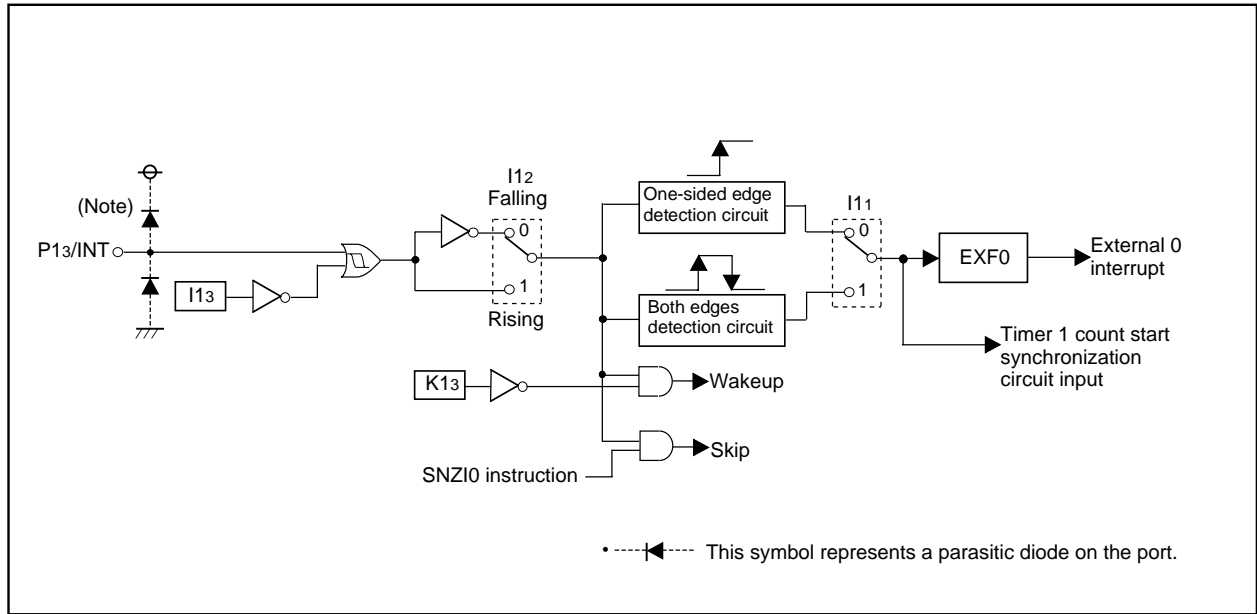 I12
Falling
One-sided edge
detection circuit
I11
(Note)
0
0
P13/INT
EXF0
External 0
interrupt
I13
1
Rising
Both edges
detection circuit
1
Timer 1 count start
synchronization
circuit input
K13
Wakeup
Skip
SNZI0 instruction
This symbol represents a parasitic diode on the port.